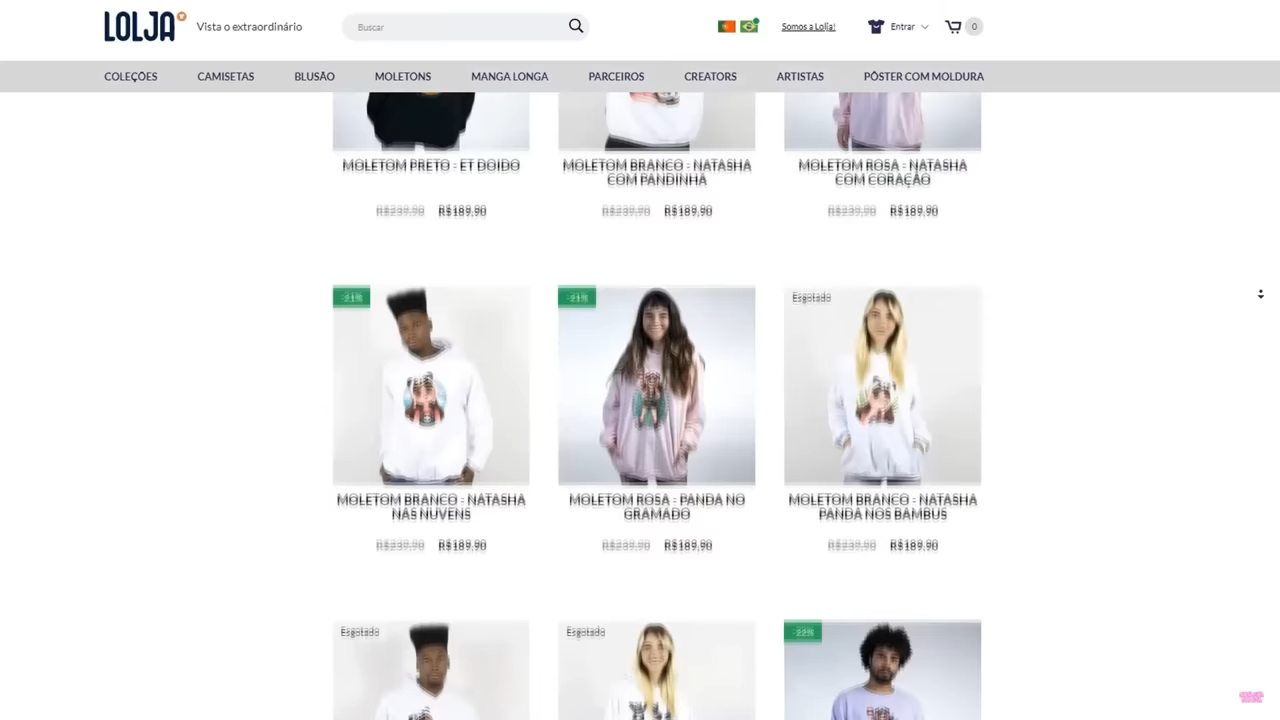 LOLJA
Vista o extraordinário
Buscar
Somos a Lolja!
Entrar
0
COLEÇÕES CAMISETAS BLUSÃO MOLETONS MANGA LONGA PARCEIROS CREATORS ARTISTAS PÔSTER COM MOLDURA
MOLETOM PRETO - ET DOIDO
R$239,90 R$189,90
MOLETOM BRANCO - NATASHA
COM PANDINHA
R$239,90 R$189,90
MOLETOM ROSA - NATASHA
COM CORAÇÃO
R$239,90 R$189,90
-21%
MOLETOM BRANCO - NATASHA
NAS NUVENS
R$239,90 R$189,90
-21%
MOLETOM ROSA - PANDA NO
GRAMADO
R$239,90 R$189,90
Esgotado
MOLETOM BRANCO - NATASHA
PANDA NOS BAMBUS
R$239,90 R$189,90
Esgotado
Esgotado
-22%